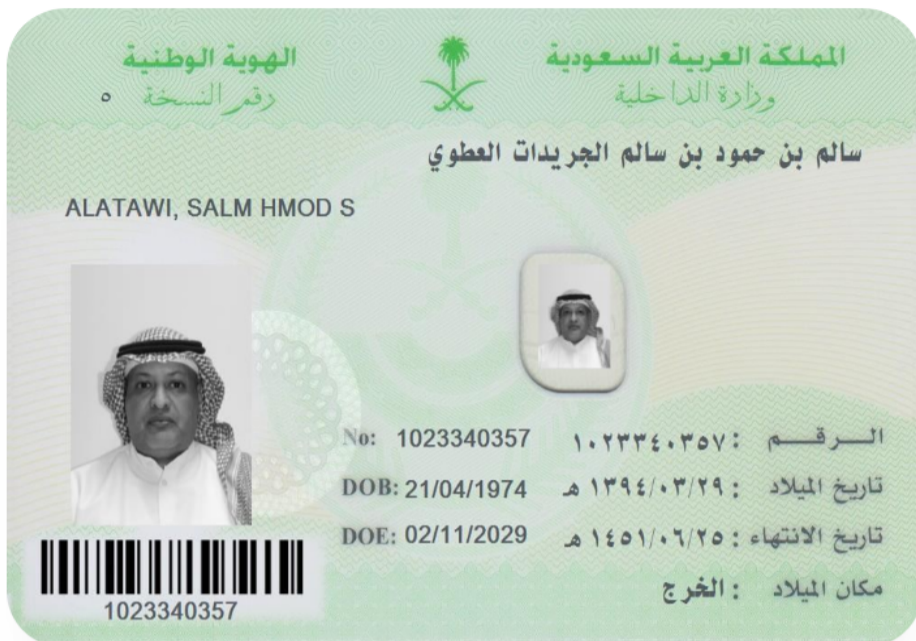 المملكة العربية السعودية
وزارة الداخلية
الهوية الوطنية
رقم النسخة ٥
سالم بن حمود بن سالم الجريدات العطوي
ALATAWI, SALM HMOD S
الـــرقـــم : ١٠٢٣٣٤٠٣٥٧ No: 1023340357
تاريخ الميلاد : ١٣٩٤/٠٣/٢٩ هـ DOB: 21/04/1974
تاريخ الانتهاء : ١٤٥١/٠٦/٢٥ هـ DOE: 02/11/2029
مكان الميلاد : الخرج
1023340357